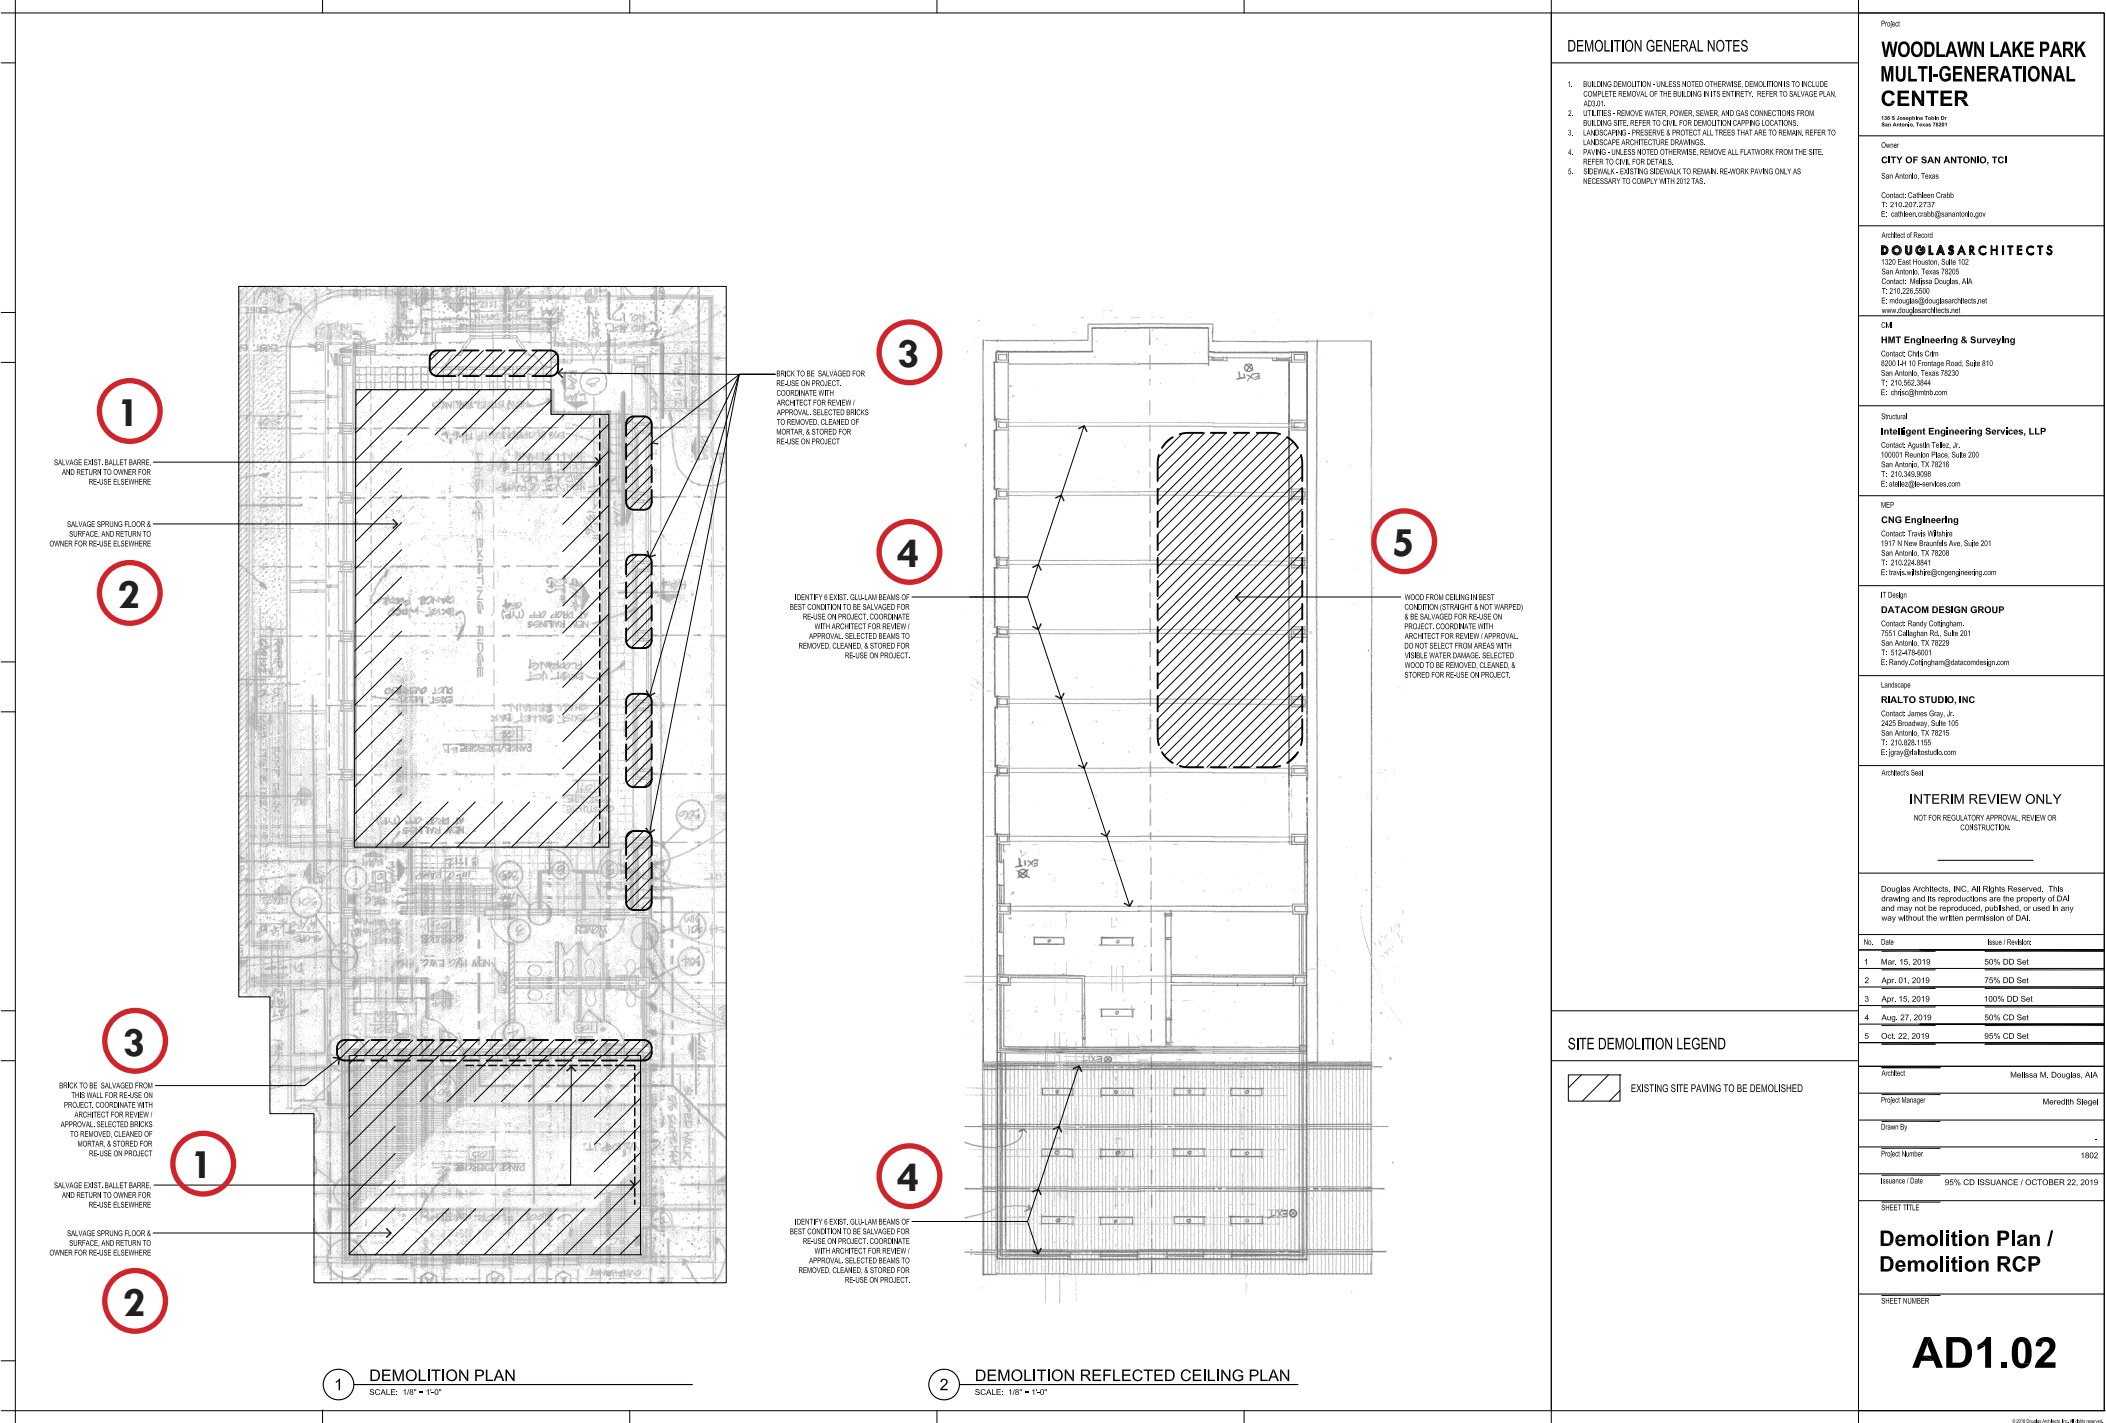 1
SALVAGE EXIST. BALLET BARRE,
AND RETURN TO OWNER FOR
RE-USE ELSEWHERE
SALVAGE SPRUNG FLOOR &
SURFACE, AND RETURN TO
OWNER FOR RE-USE ELSEWHERE
2
3
BRICK TO BE SALVAGED FROM
THIS WALL FOR RE-USE ON
PROJECT. COORDINATE WITH
ARCHITECT FOR REVIEW /
APPROVAL. SELECTED BRICKS
TO REMOVED, CLEANED OF
MORTAR, & STORED FOR
RE-USE ON PROJECT
1
SALVAGE EXIST. BALLET BARRE,
AND RETURN TO OWNER FOR
RE-USE ELSEWHERE
SALVAGE SPRUNG FLOOR &
SURFACE, AND RETURN TO
OWNER FOR RE-USE ELSEWHERE
2
LINE OF EXISTING RIDGE
BRICK TO BE SALVAGED FOR
RE-USE ON PROJECT.
COORDINATE WITH
ARCHITECT FOR REVIEW /
APPROVAL. SELECTED BRICKS
TO REMOVED, CLEANED OF
MORTAR, & STORED FOR
RE-USE ON PROJECT
3
4
IDENTIFY 6 EXIST. GLU-LAM BEAMS OF
BEST CONDITION TO BE SALVAGED FOR
RE-USE ON PROJECT. COORDINATE
WITH ARCHITECT FOR REVIEW /
APPROVAL. SELECTED BEAMS TO
REMOVED, CLEANED, & STORED FOR
RE-USE ON PROJECT.
4
IDENTIFY 6 EXIST. GLU-LAM BEAMS OF
BEST CONDITION TO BE SALVAGED FOR
RE-USE ON PROJECT. COORDINATE
WITH ARCHITECT FOR REVIEW /
APPROVAL. SELECTED BEAMS TO
REMOVED, CLEANED, & STORED FOR
RE-USE ON PROJECT.
EXIT
EXIT
EXIT
EXIT
5
WOOD FROM CEILING IN BEST
CONDITION (STRAIGHT & NOT WARPED)
& BE SALVAGED FOR RE-USE ON
PROJECT. COORDINATE WITH
ARCHITECT FOR REVIEW / APPROVAL.
DO NOT SELECT FROM AREAS WITH
VISIBLE WATER DAMAGE. SELECTED
WOOD TO BE REMOVED, CLEANED, &
STORED FOR RE-USE ON PROJECT.
1 DEMOLITION PLAN
SCALE: 1/8" = 1'-0"
2 DEMOLITION REFLECTED CEILING PLAN
SCALE: 1/8" = 1'-0"
DEMOLITION GENERAL NOTES
1. BUILDING DEMOLITION - UNLESS NOTED OTHERWISE, DEMOLITION IS TO INCLUDE
COMPLETE REMOVAL OF THE BUILDING IN ITS ENTIRETY. REFER TO SALVAGE PLAN,
AD3.01.
2. UTILITIES - REMOVE WATER, POWER, SEWER, AND GAS CONNECTIONS FROM
BUILDING SITE. REFER TO CIVIL FOR DEMOLITION CAPPING LOCATIONS.
3. LANDSCAPING - PRESERVE & PROTECT ALL TREES THAT ARE TO REMAIN. REFER TO
LANDSCAPE ARCHITECTURE DRAWINGS.
4. PAVING - UNLESS NOTED OTHERWISE, REMOVE ALL FLATWORK FROM THE SITE.
REFER TO CIVIL FOR DETAILS.
5. SIDEWALK - EXISTING SIDEWALK TO REMAIN. RE-WORK PAVING ONLY AS
NECESSARY TO COMPLY WITH 2012 TAS.
SITE DEMOLITION LEGEND
EXISTING SITE PAVING TO BE DEMOLISHED
Project
WOODLAWN LAKE PARK
MULTI-GENERATIONAL
CENTER
138 S Josephine Tobin Dr
San Antonio, Texas 78201
Owner
CITY OF SAN ANTONIO, TCI
San Antonio, Texas
Contact: Cathleen Crabb
T: 210.207.2737
E: cathleen.crabb@sanantonio.gov
Architect of Record
DOUGLASARCHITECTS
1320 East Houston, Suite 102
San Antonio, Texas 78205
Contact: Melissa Douglas, AIA
T: 210.226.5500
E: mdouglas@douglasarchitects.net
www.douglasarchitects.net
CIVIL
HMT Engineering & Surveying
Contact: Chris Crim
8200 I-H 10 Frontage Road, Suite 810
San Antonio, Texas 78230
T: 210.562.3844
E: chrisc@hmtnb.com
Structural
Intelligent Engineering Services, LLP
Contact: Agustin Tellez, Jr.
100001 Reunion Place, Suite 200
San Antonio, TX 78216
T: 210.349.9098
E: atellez@ie-services.com
MEP
CNG Engineering
Contact: Travis Wiltshire
1917 N New Braunfels Ave, Suite 201
San Antonio, TX 78208
T: 210.224.8841
E: travis.wiltshire@cngengineering.com
IT Design
DATACOM DESIGN GROUP
Contact: Randy Cottingham.
7551 Callaghan Rd., Suite 201
San Antonio, TX 78229
T: 512-478-6001
E: Randy.Cottingham@datacomdesign.com
Landscape
RIALTO STUDIO, INC
Contact: James Gray, Jr.
2425 Broadway, Suite 105
San Antonio, TX 78215
T: 210.828.1155
E: jgray@rialtostudio.com
Architect's Seal
INTERIM REVIEW ONLY
NOT FOR REGULATORY APPROVAL, REVIEW OR
CONSTRUCTION.
Douglas Architects, INC, All Rights Reserved. This
drawing and its reproductions are the property of DAI
and may not be reproduced, published, or used in any
way without the written permission of DAI.
No. Date Issue / Revision:
1 Mar. 15, 2019 50% DD Set
2 Apr. 01, 2019 75% DD Set
3 Apr. 15, 2019 100% DD Set
4 Aug. 27, 2019 50% CD Set
5 Oct. 22, 2019 95% CD Set
Architect Melissa M. Douglas, AIA
Project Manager Meredith Siegel
Drawn By -
Project Number 1802
Issuance / Date 95% CD ISSUANCE / OCTOBER 22, 2019
SHEET TITLE
Demolition Plan /
Demolition RCP
SHEET NUMBER
AD1.02